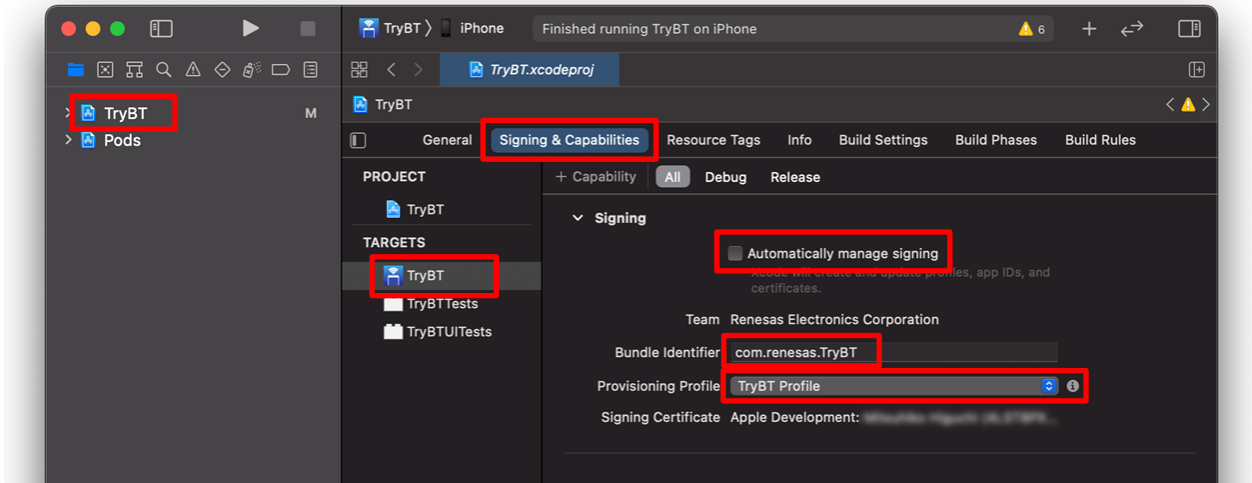 TryBT
iPhone
Finished running TryBT on iPhone
6
TryBT.xcodeproj
TryBT
M
Pods
TryBT
General
Signing & Capabilities
Resource Tags
Info
Build Settings
Build Phases
Build Rules
PROJECT
TryBT
TARGETS
TryBT
TryBTTests
TryBTUITests
+ Capability
All
Debug
Release
Signing
Automatically manage signing
Xcode will create and update profiles, app IDs, and
certificates.
Team Renesas Electronics Corporation
Bundle Identifier com.renesas.TryBT
Provisioning Profile TryBT Profile
Signing Certificate Apple Development: